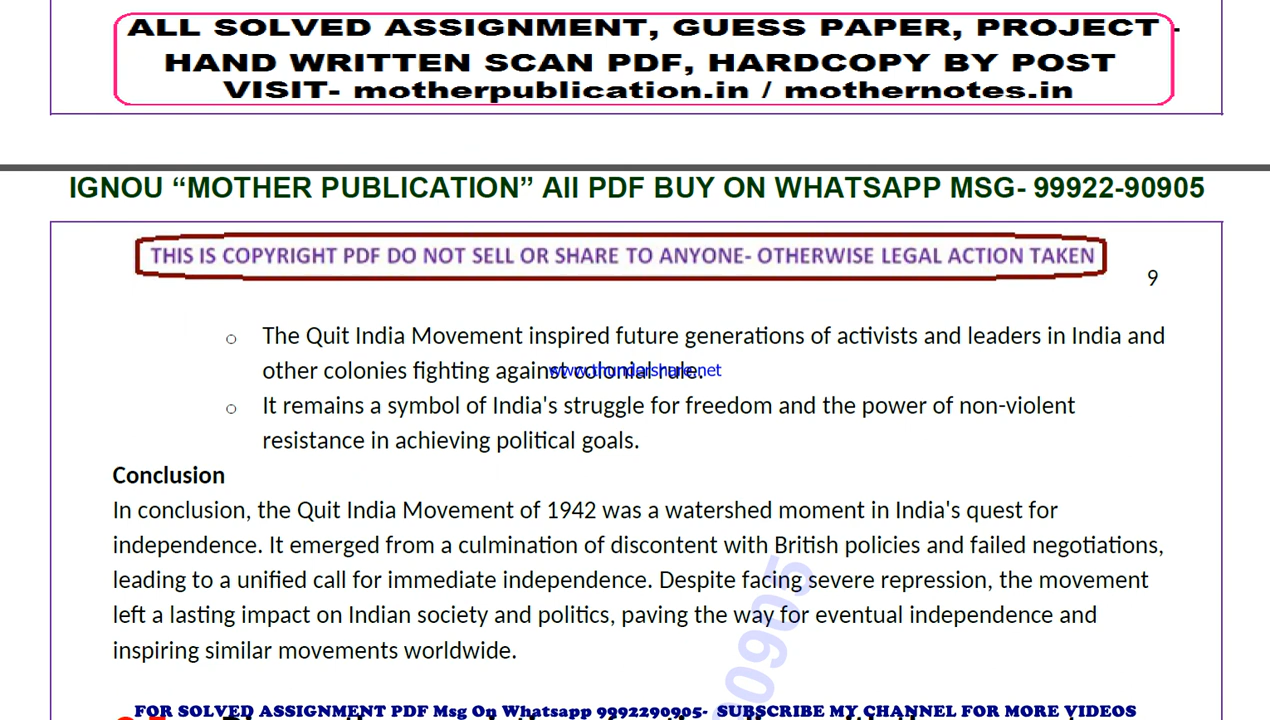 ALL SOLVED ASSIGNMENT, GUESS PAPER, PROJECT -
HAND WRITTEN SCAN PDF, HARDCOPY BY POST
VISIT- motherpublication.in / mothernotes.in
IGNOU “MOTHER PUBLICATION” All PDF BUY ON WHATSAPP MSG- 99922-90905
THIS IS COPYRIGHT PDF DO NOT SELL OR SHARE TO ANYONE- OTHERWISE LEGAL ACTION TAKEN
9
o The Quit India Movement inspired future generations of activists and leaders in India and
other colonies fighting against colonial rule.
www.thundershare.net
o It remains a symbol of India's struggle for freedom and the power of non-violent
resistance in achieving political goals.
Conclusion
In conclusion, the Quit India Movement of 1942 was a watershed moment in India's quest for
independence. It emerged from a culmination of discontent with British policies and failed negotiations,
leading to a unified call for immediate independence. Despite facing severe repression, the movement
left a lasting impact on Indian society and politics, paving the way for eventual independence and
inspiring similar movements worldwide.
0905
FOR SOLVED ASSIGNMENT PDF Msg On Whatsapp 9992290905- SUBSCRIBE MY CHANNEL FOR MORE VIDEOS